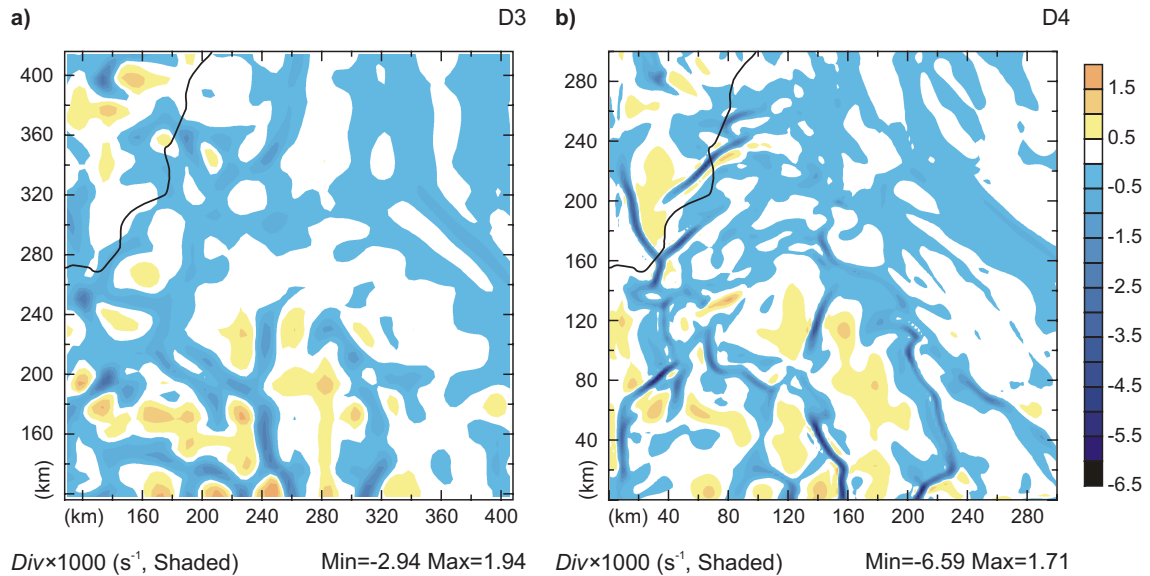 a) D3
400
360
320
280
240
200
160
(km)
(km) 160 200 240 280 320 360 400
Div×1000 (s⁻¹, Shaded) Min=-2.94 Max=1.94
b) D4
280
240
200
160
120
80
40
(km)
(km) 40 80 120 160 200 240 280
Div×1000 (s⁻¹, Shaded) Min=-6.59 Max=1.71
1.5
0.5
-0.5
-1.5
-2.5
-3.5
-4.5
-5.5
-6.5